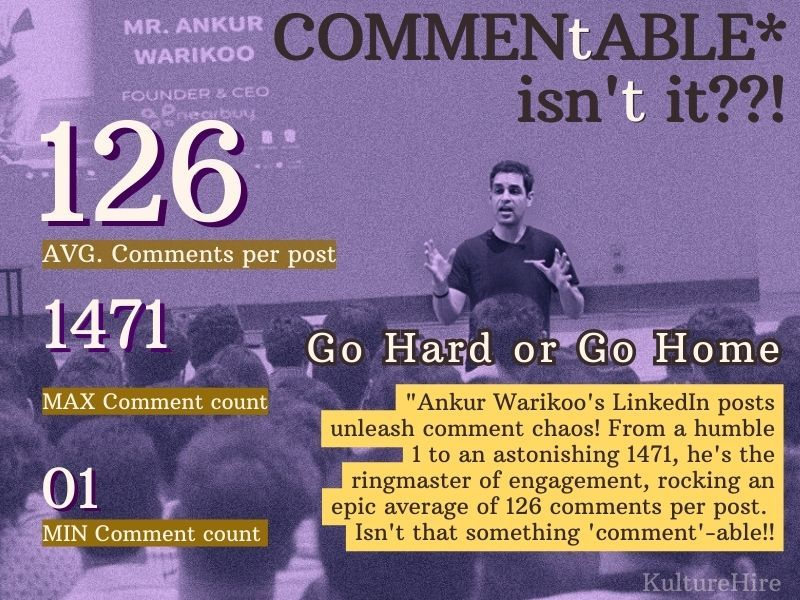 MR. ANKUR
WARIKOO
FOUNDER & CEO
nearbuy
COMMENtABLE*
isn't it??!
126
AVG. Comments per post
1471
MAX Comment count
01
MIN Comment count
Go Hard or Go Home
"Ankur Warikoo's LinkedIn posts
unleash comment chaos! From a humble
1 to an astonishing 1471, he's the
ringmaster of engagement, rocking an
epic average of 126 comments per post.
Isn't that something 'comment'-able!!
KultureHire